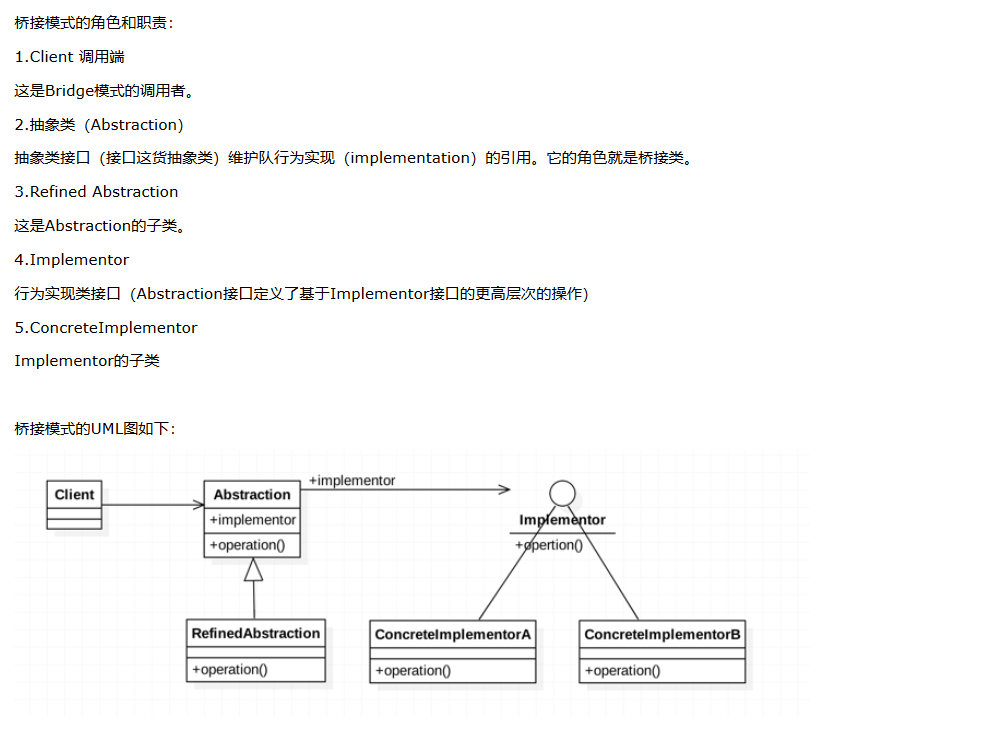 桥接模式的角色和职责：
1.Client 调用端
这是Bridge模式的调用者。
2.抽象类（Abstraction）
抽象类接口（接口这货抽象类）维护队行为实现（implementation）的引用。它的角色就是桥接类。
3.Refined Abstraction
这是Abstraction的子类。
4.Implementor
行为实现类接口（Abstraction接口定义了基于Implementor接口的更高层次的操作）
5.ConcreteImplementor
Implementor的子类
桥接模式的UML图如下：
+implementor
Client
Abstraction
+implementor
+operation()
Implementor
+opertion()
RefinedAbstraction
+operation()
ConcreteImplementorA
+operation()
ConcreteImplementorB
+operation()